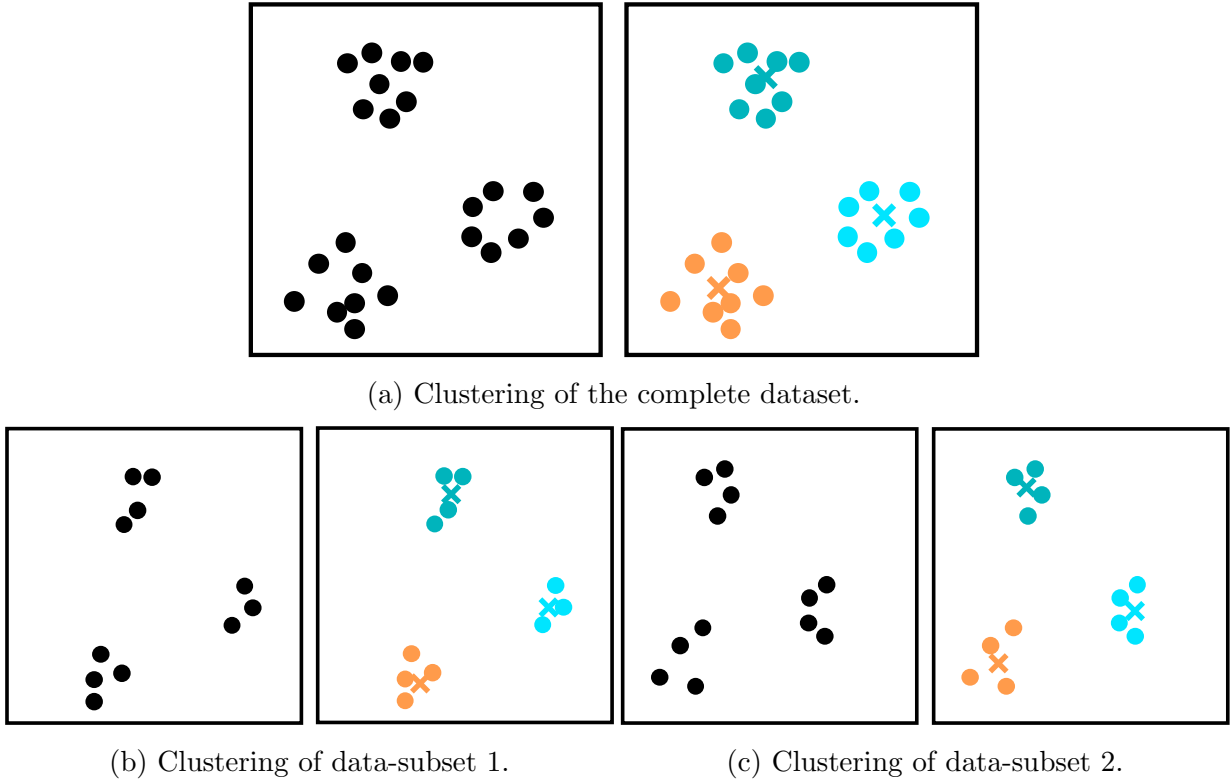 (a) Clustering of the complete dataset.
(b) Clustering of data-subset 1.
(c) Clustering of data-subset 2.